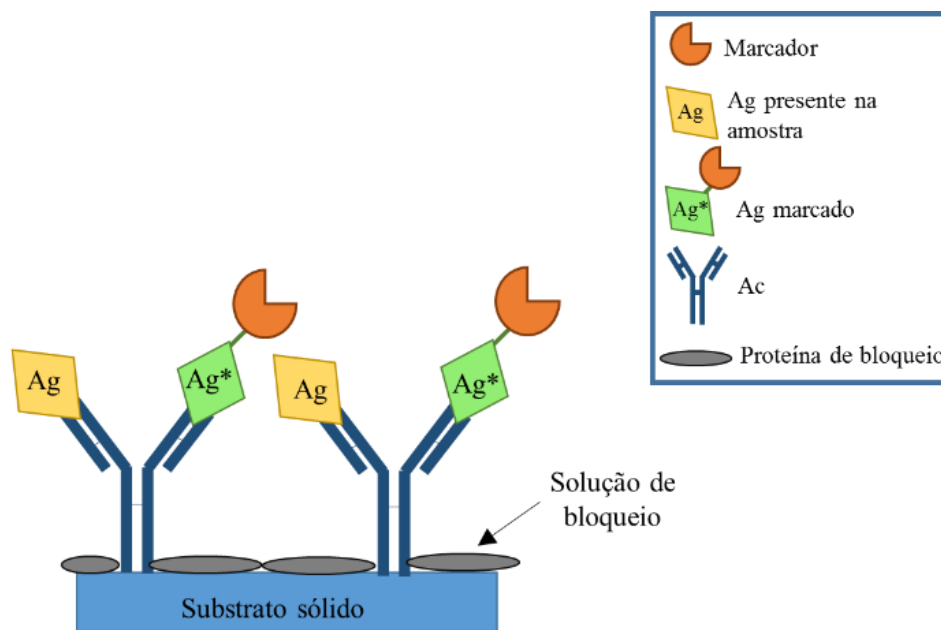 Marcador
Ag
Ag presente na
amostra
Ag*
Ag marcado
Ac
Proteína de bloqueio
Ag
Ag*
Ag
Ag*
Solução de
bloqueio
Substrato sólido